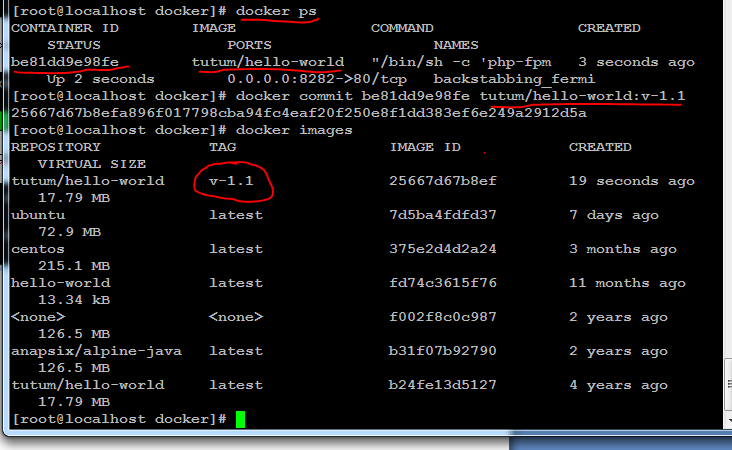 [root@localhost docker]# docker ps
CONTAINER ID IMAGE COMMAND CREATED
STATUS PORTS NAMES
be81dd9e98fe tutum/hello-world "/bin/sh -c 'php-fpm 3 seconds ago
Up 2 seconds 0.0.0.0:8282->80/tcp backstabbing_fermi
[root@localhost docker]# docker commit be81dd9e98fe tutum/hello-world:v-1.1
25667d67b8efa896f017798cba94fc4eaf20f250e8f1dd383ef6e249a2912d5a
[root@localhost docker]# docker images
REPOSITORY TAG IMAGE ID CREATED
VIRTUAL SIZE
tutum/hello-world v-1.1 25667d67b8ef 19 seconds ago
17.79 MB
ubuntu latest 7d5ba4fdfd37 7 days ago
72.9 MB
centos latest 375e2d4d2a24 3 months ago
215.1 MB
hello-world latest fd74c3615f76 11 months ago
13.34 kB
<none> <none> f002f8c0c987 2 years ago
126.5 MB
anapsix/alpine-java latest b31f07b92790 2 years ago
126.5 MB
tutum/hello-world latest b24fe13d5127 4 years ago
17.79 MB
[root@localhost docker]#